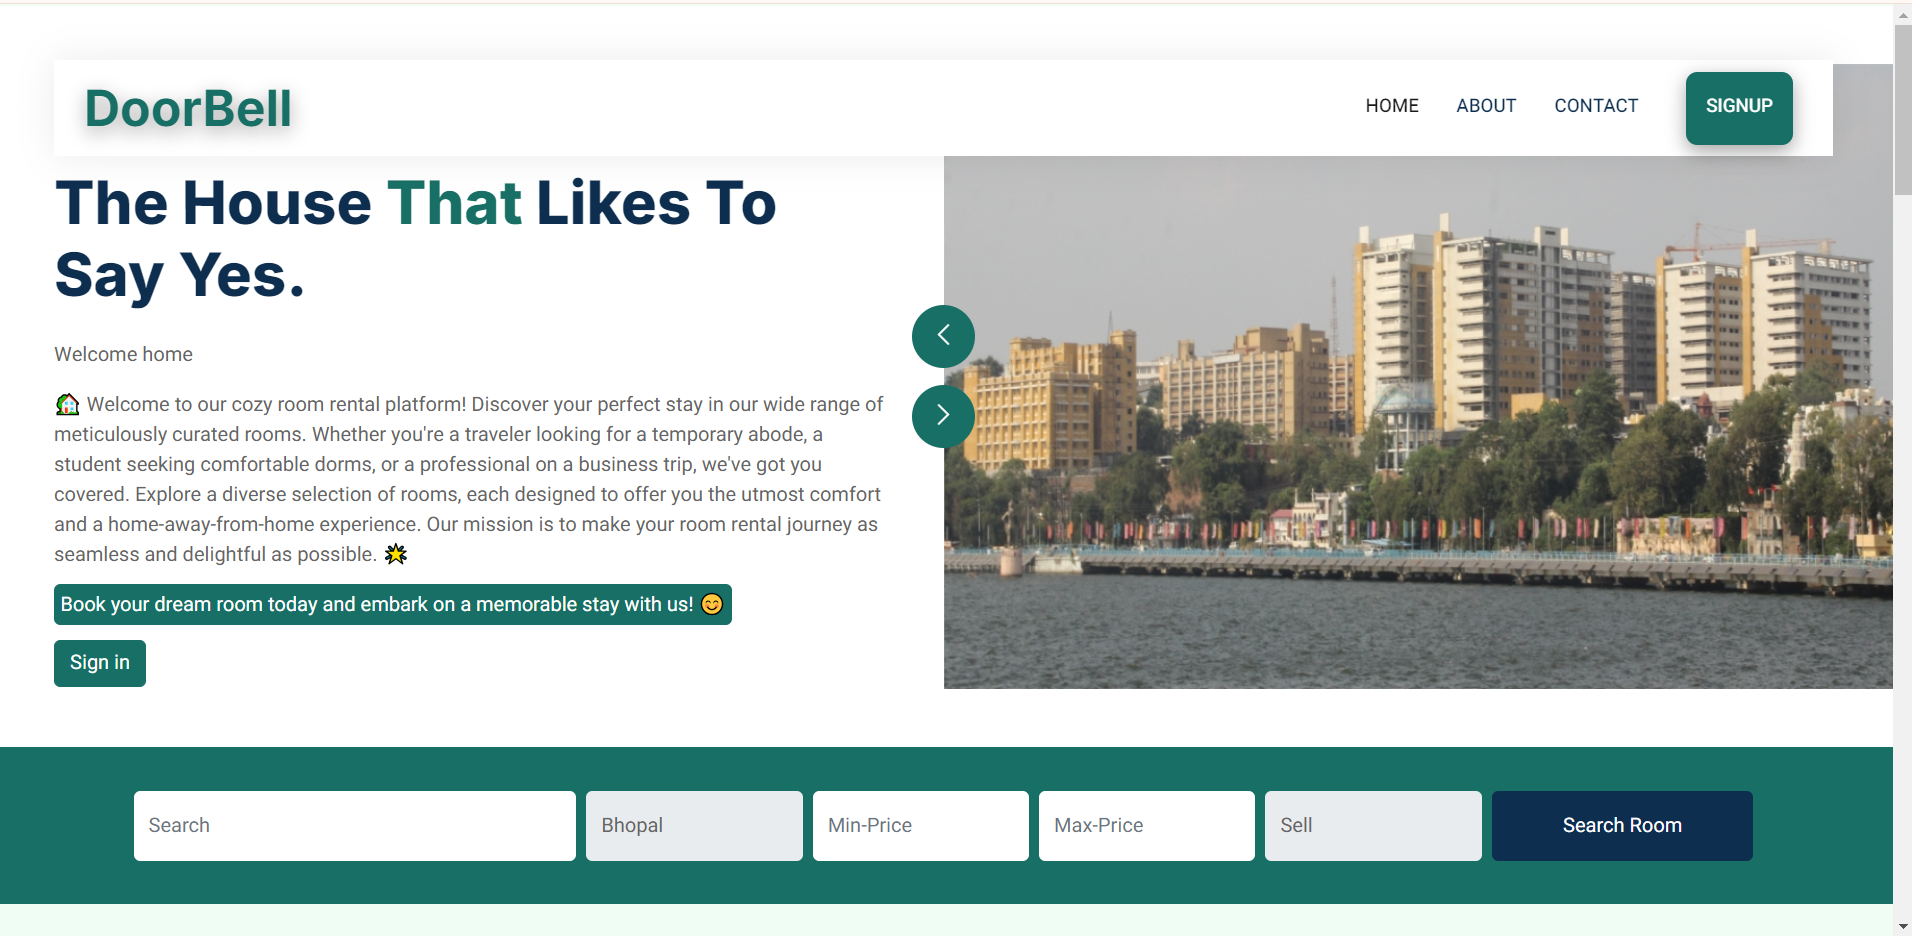 DoorBell
HOME
ABOUT
CONTACT
SIGNUP
The House That Likes To
Say Yes.
Welcome home
🏡 Welcome to our cozy room rental platform! Discover your perfect stay in our wide range of
meticulously curated rooms. Whether you're a traveler looking for a temporary abode, a
student seeking comfortable dorms, or a professional on a business trip, we've got you
covered. Explore a diverse selection of rooms, each designed to offer you the utmost comfort
and a home-away-from-home experience. Our mission is to make your room rental journey as
seamless and delightful as possible. 🌟
Book your dream room today and embark on a memorable stay with us! 😊
Sign in
Search
Bhopal
Min-Price
Max-Price
Sell
Search Room